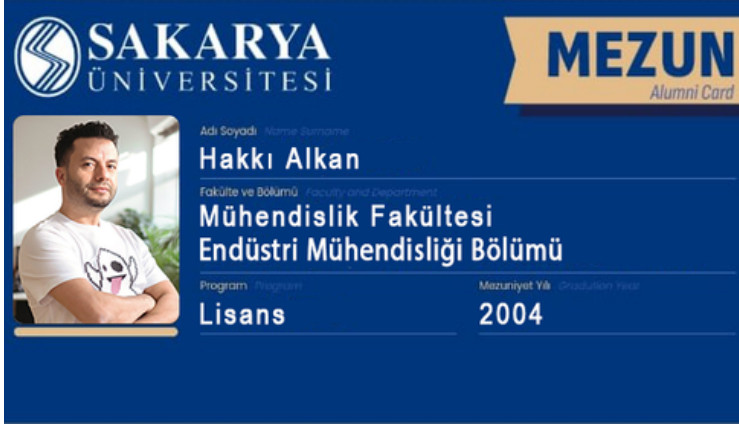 SAKARYA
ÜNİVERSİTESİ
MEZUN
Alumni Card
Adı Soyadı Name Surname
Hakkı Alkan
Fakülte ve Bölümü Faculty and Department
Mühendislik Fakültesi
Endüstri Mühendisliği Bölümü
Program Program
Mezuniyet Yılı Gradution Year
Lisans
2004